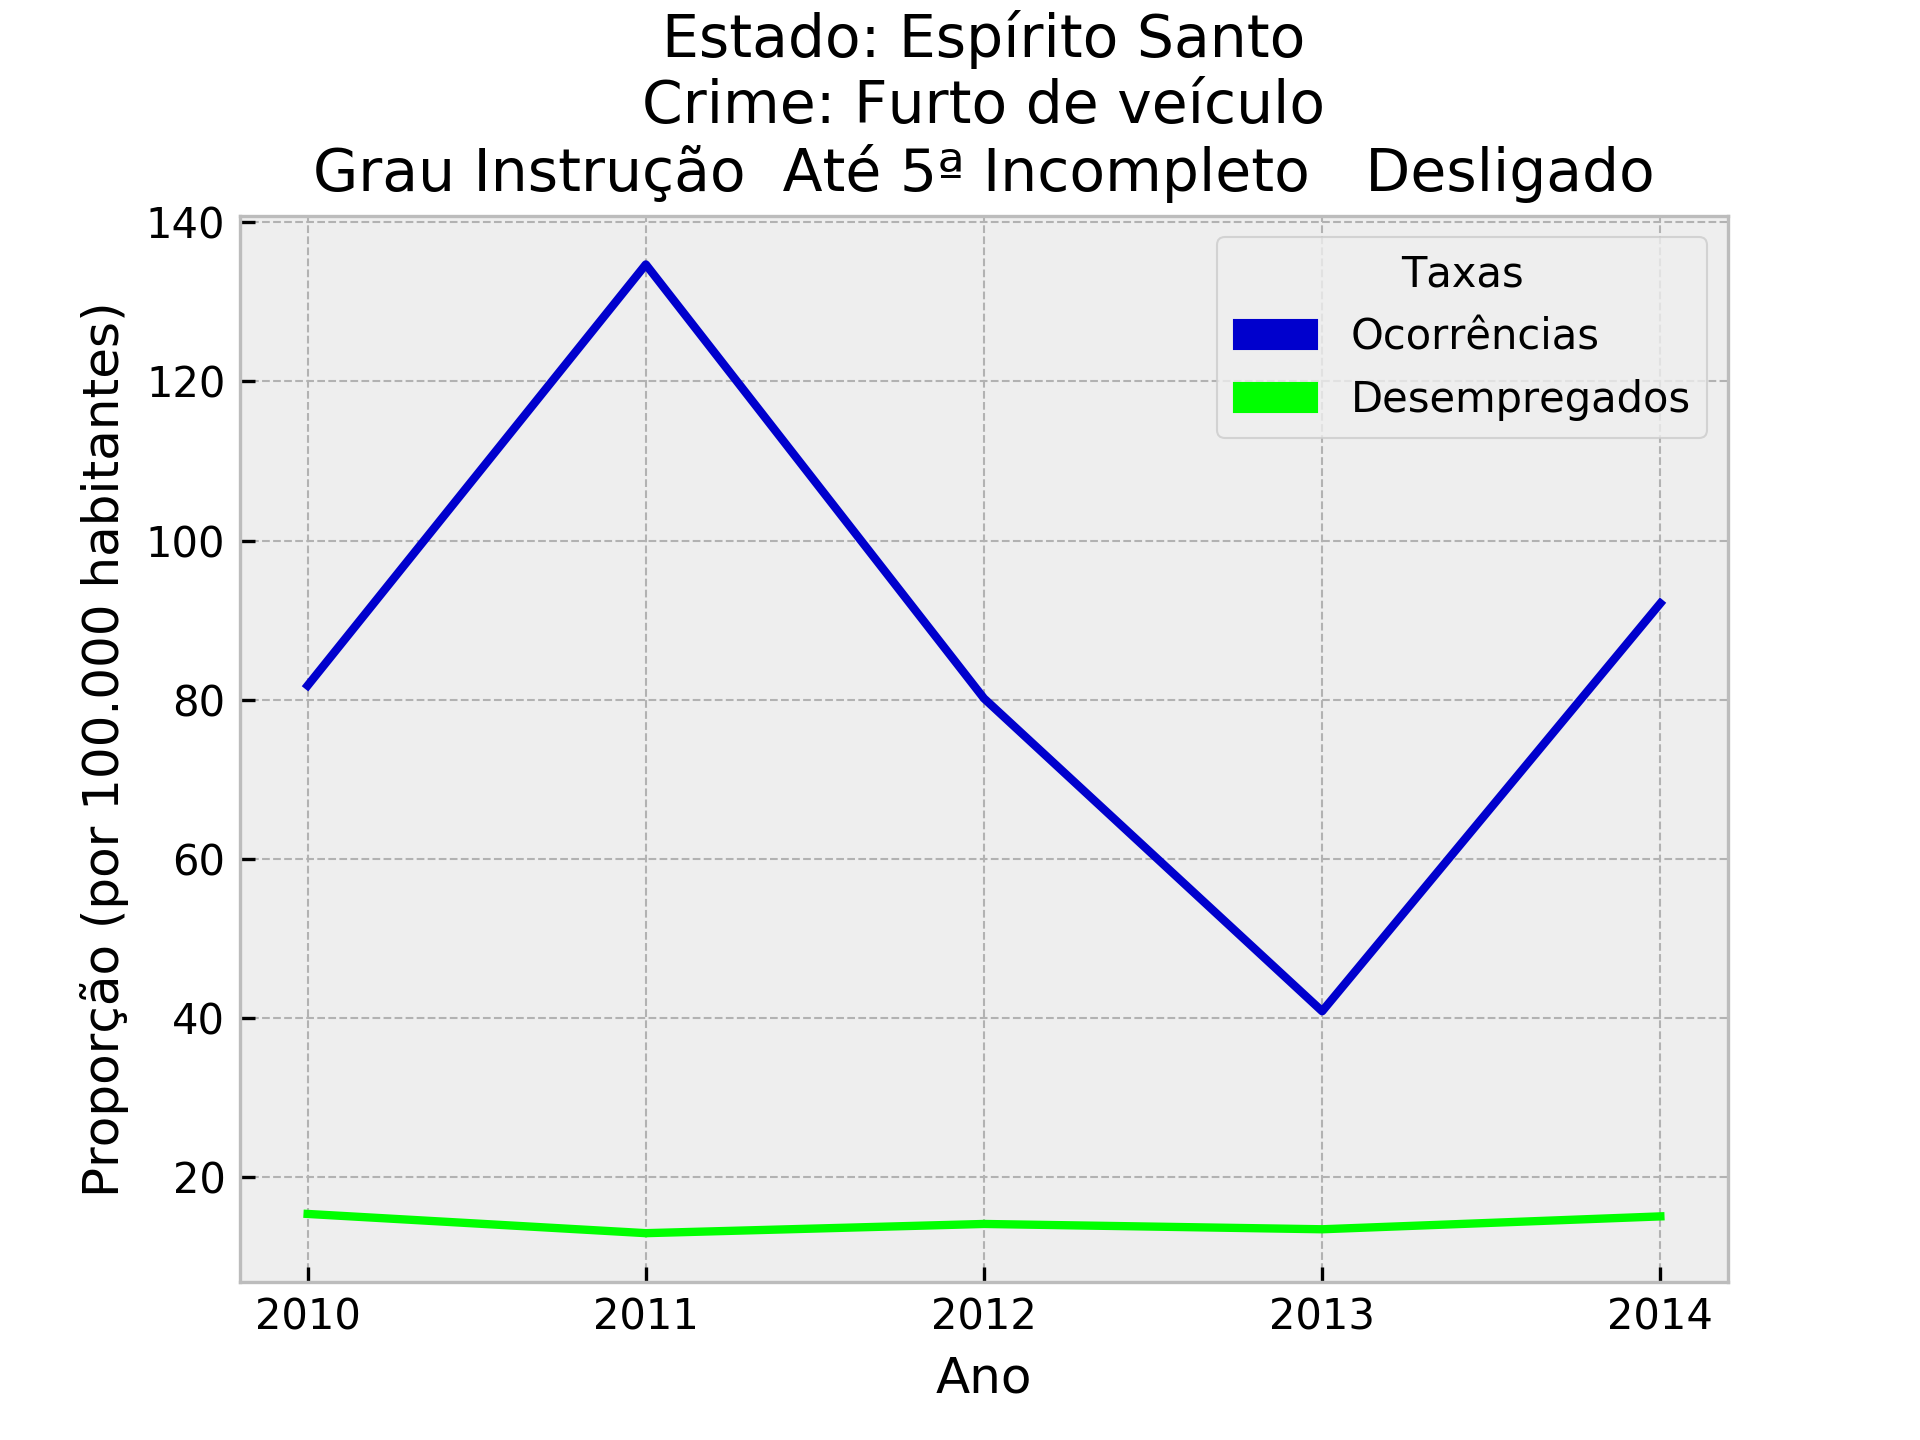 Estado: Espírito Santo
Crime: Furto de veículo
Grau Instrução  Até 5ª Incompleto   Desligado
Proporção (por 100.000 habitantes)
140
120
100
80
60
40
20
Taxas
Ocorrências
Desempregados
2010
2011
2012
2013
2014
Ano